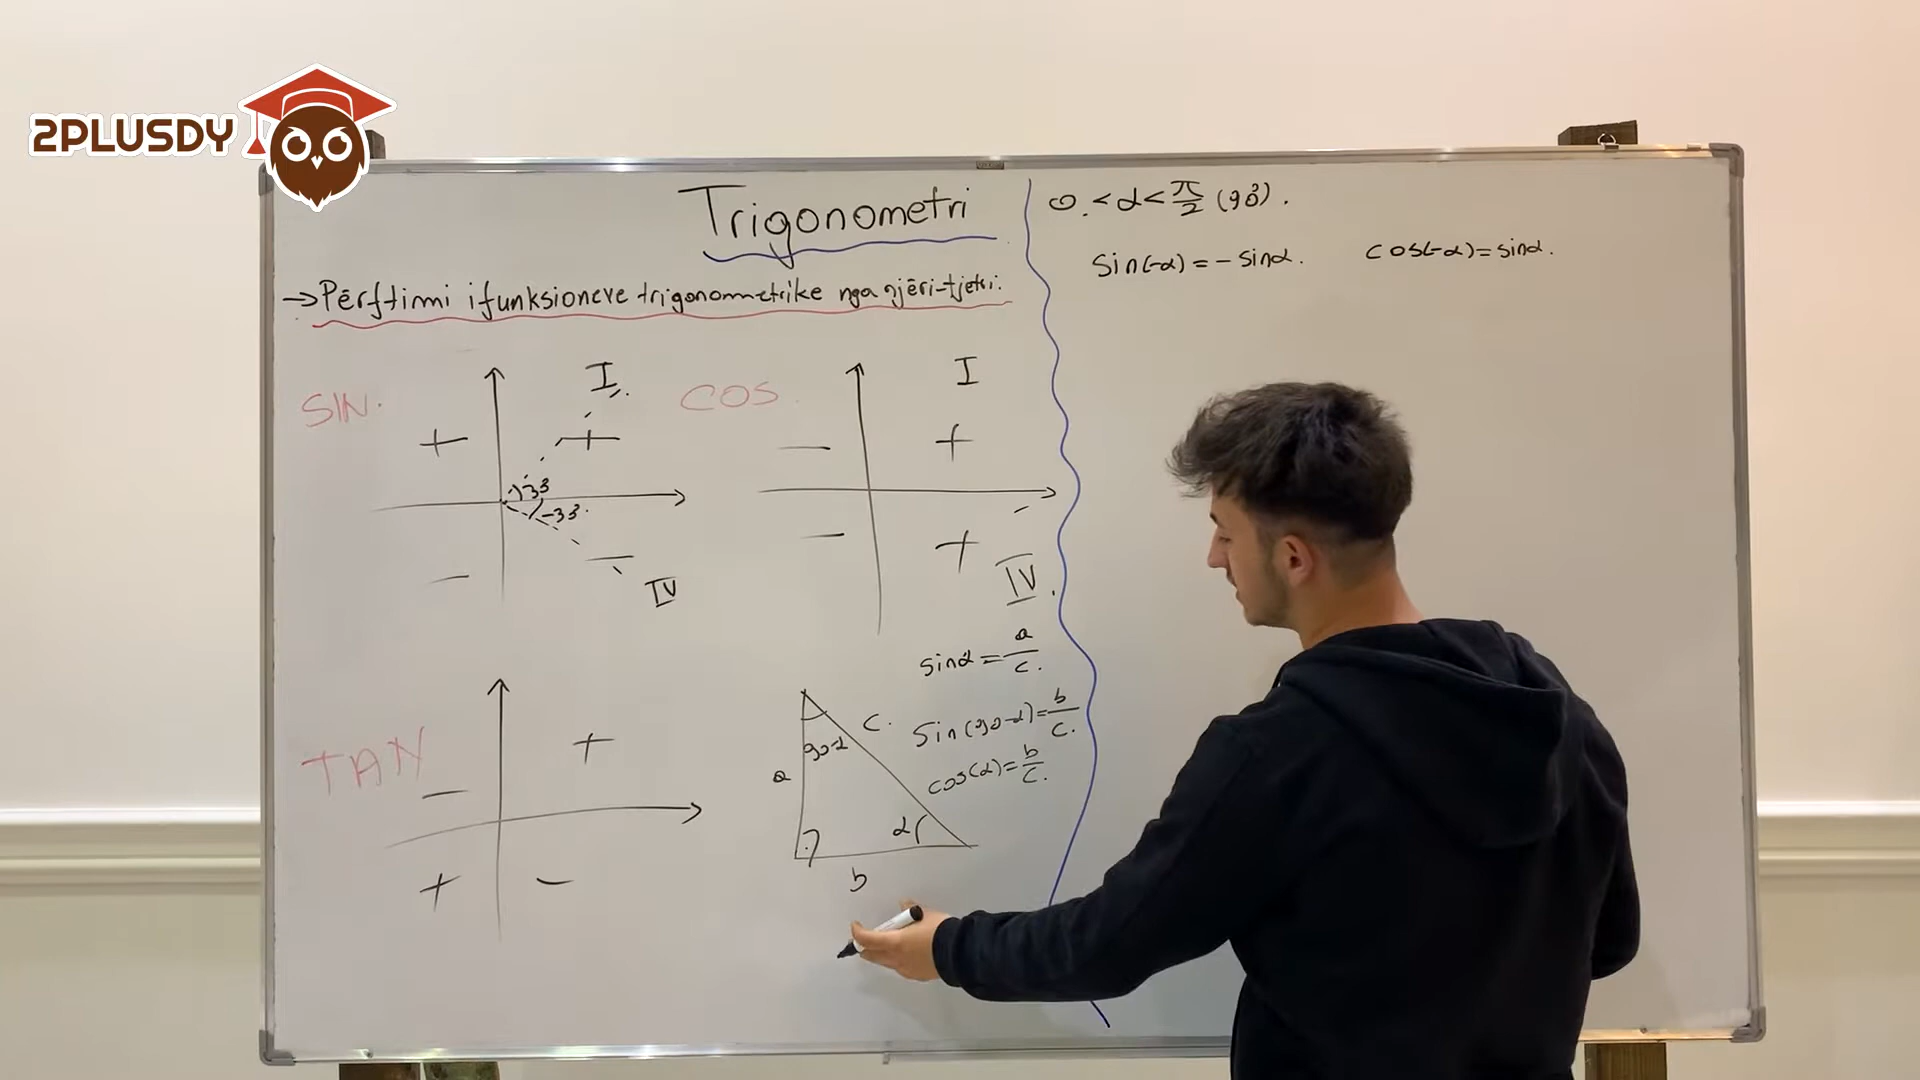 2PLUSDY
Trigonometri
→ Përftimi i funksioneve trigonometrike nga njëri-tjetri.
SIN.
+
I
+
33
-33
-
-
IV
COS.
-
I
+
-
+
IV.
TAN
-
+
+
-
a
90-α
c.
α
b
sinα = a/c.
Sin(90-α) = b/c.
cos(α) = b/c.
0. < α < π/2 (90°).
Sin(-α) = - Sinα.
COS(-α) = sinα.